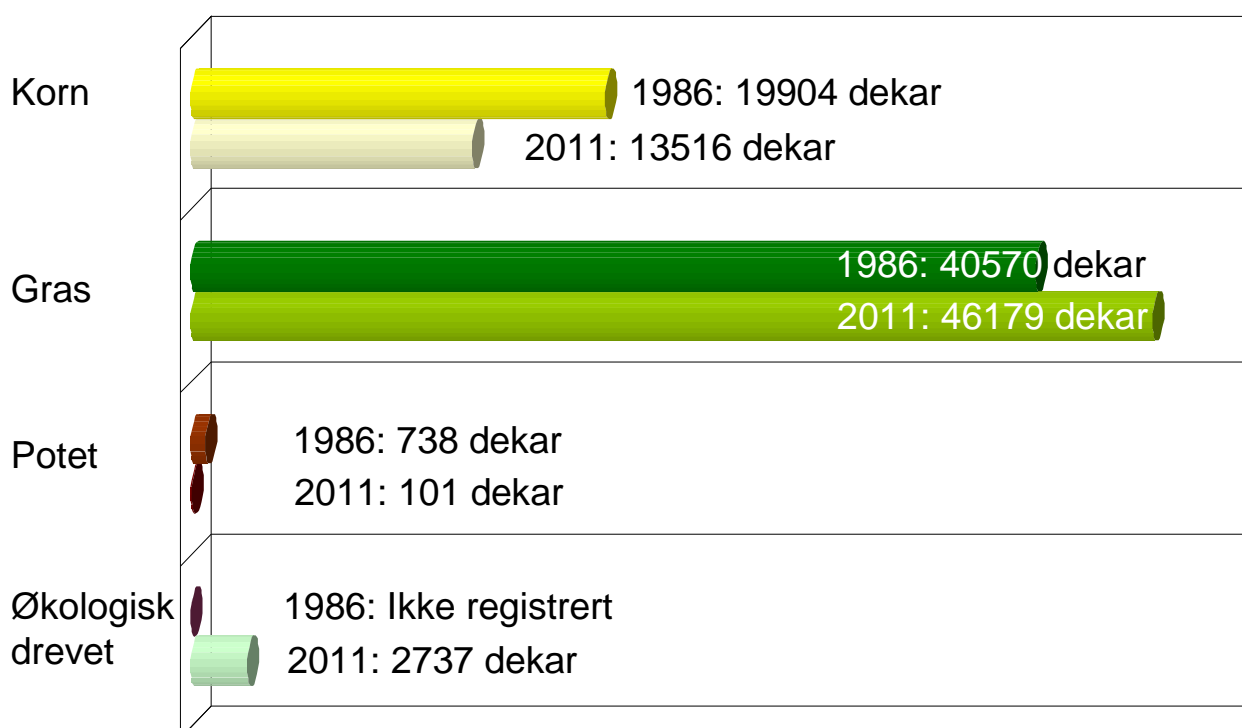 Korn
1986: 19904 dekar
2011: 13516 dekar
Gras
1986: 40570 dekar
2011: 46179 dekar
Potet
1986: 738 dekar
2011: 101 dekar
Økologisk
drevet
1986: Ikke registrert
2011: 2737 dekar